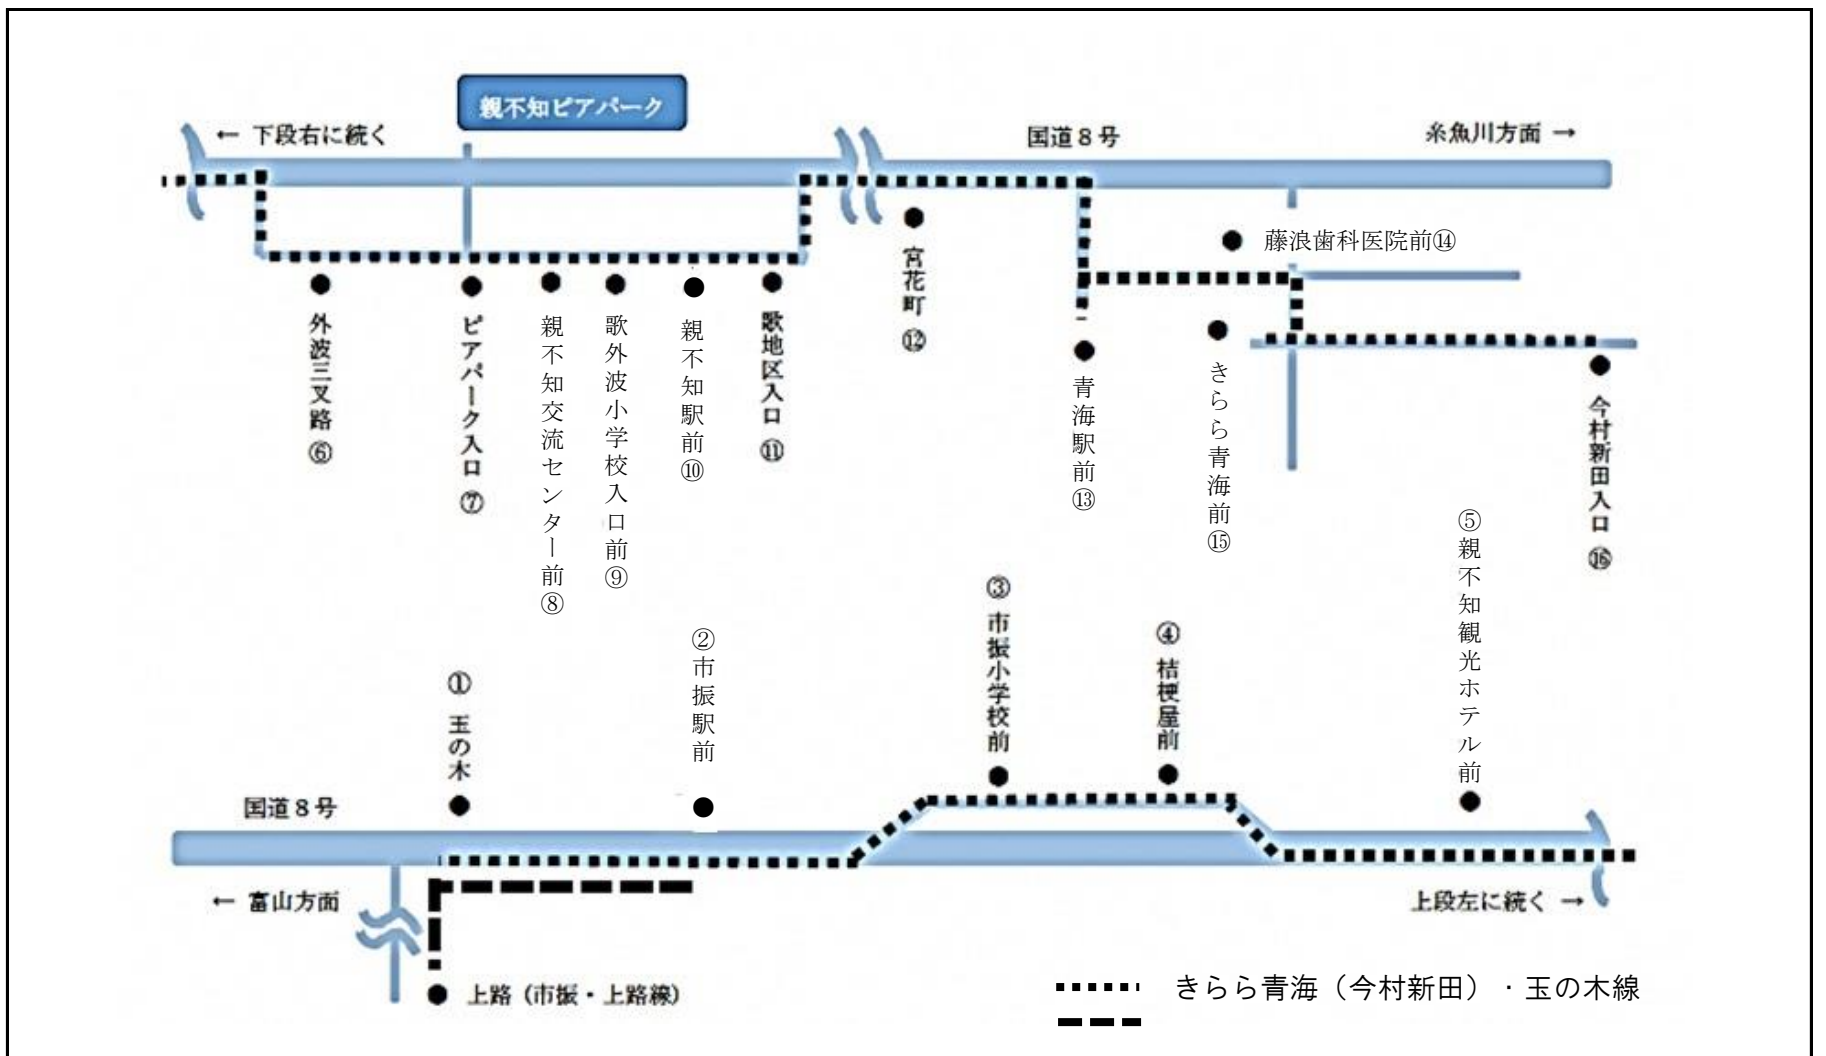 親不知ピアパーク
← 下段右に続く
国道８号
糸魚川方面 →
外波三叉路 ⑥
ピアパーク入口 ⑦
親不知交流センター前⑧
歌外波小学校入口前⑨
親不知駅前⑩
歌地区入口 ⑪
宮花町 ⑫
青海駅前⑬
藤浪歯科医院前⑭
きらら青海前⑮
今村新田入口 ⑯
① 玉の木
②市振駅前
③ 市振小学校前
④ 桔梗屋前
⑤親不知観光ホテル前
国道８号
← 富山方面
上段左に続く →
上路（市振・上路線）
きらら青海（今村新田）・玉の木線